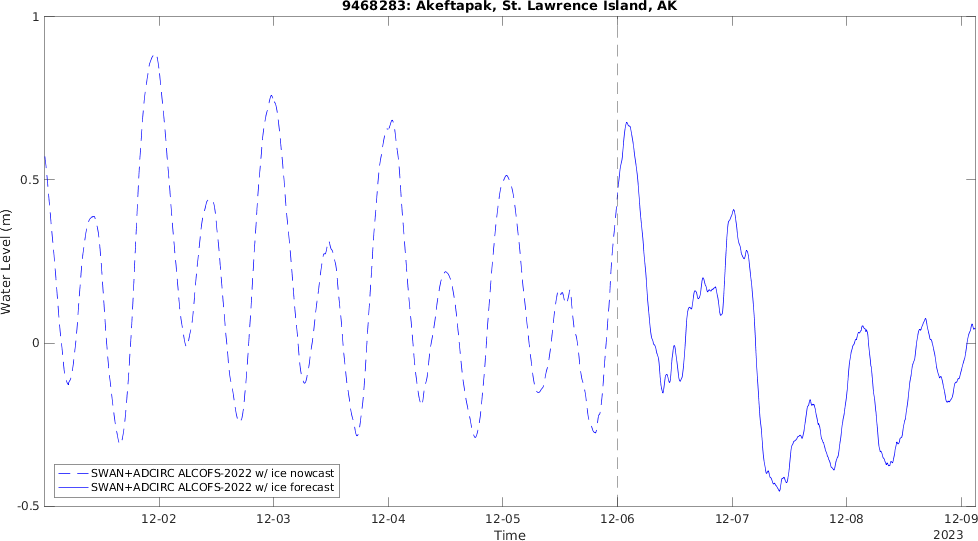 9468283: Akeftapak, St. Lawrence Island, AK
1
0.5
0
-0.5
Water Level (m)
SWAN+ADCIRC ALCOFS-2022 w/ ice nowcast
SWAN+ADCIRC ALCOFS-2022 w/ ice forecast
12-02 12-03 12-04 12-05 12-06 12-07 12-08 12-09
Time
2023